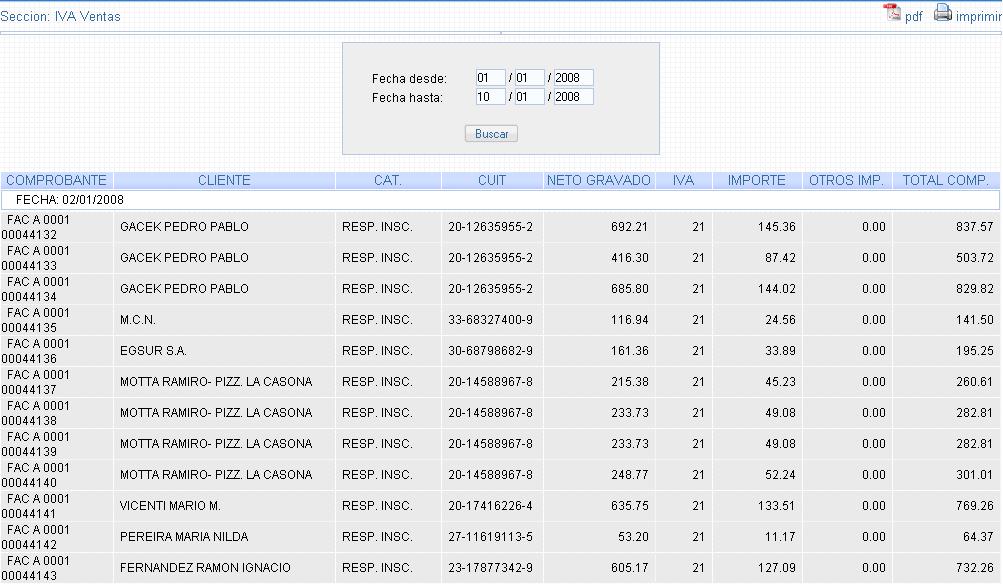 Seccion: IVA Ventas pdf imprimir
Fecha desde: 01 / 01 / 2008
Fecha hasta: 10 / 01 / 2008
Buscar
COMPROBANTE CLIENTE CAT. CUIT NETO GRAVADO IVA IMPORTE OTROS IMP. TOTAL COMP.
FECHA: 02/01/2008
FAC A 0001
00044132 GACEK PEDRO PABLO RESP. INSC. 20-12635955-2 692.21 21 145.36 0.00 837.57
FAC A 0001
00044133 GACEK PEDRO PABLO RESP. INSC. 20-12635955-2 416.30 21 87.42 0.00 503.72
FAC A 0001
00044134 GACEK PEDRO PABLO RESP. INSC. 20-12635955-2 685.80 21 144.02 0.00 829.82
FAC A 0001
00044135 M.C.N. RESP. INSC. 33-68327400-9 116.94 21 24.56 0.00 141.50
FAC A 0001
00044136 EGSUR S.A. RESP. INSC. 30-68798682-9 161.36 21 33.89 0.00 195.25
FAC A 0001
00044137 MOTTA RAMIRO- PIZZ. LA CASONA RESP. INSC. 20-14588967-8 215.38 21 45.23 0.00 260.61
FAC A 0001
00044138 MOTTA RAMIRO- PIZZ. LA CASONA RESP. INSC. 20-14588967-8 233.73 21 49.08 0.00 282.81
FAC A 0001
00044139 MOTTA RAMIRO- PIZZ. LA CASONA RESP. INSC. 20-14588967-8 233.73 21 49.08 0.00 282.81
FAC A 0001
00044140 MOTTA RAMIRO- PIZZ. LA CASONA RESP. INSC. 20-14588967-8 248.77 21 52.24 0.00 301.01
FAC A 0001
00044141 VICENTI MARIO M. RESP. INSC. 20-17416226-4 635.75 21 133.51 0.00 769.26
FAC A 0001
00044142 PEREIRA MARIA NILDA RESP. INSC. 27-11619113-5 53.20 21 11.17 0.00 64.37
FAC A 0001
00044143 FERNANDEZ RAMON IGNACIO RESP. INSC. 23-17877342-9 605.17 21 127.09 0.00 732.26